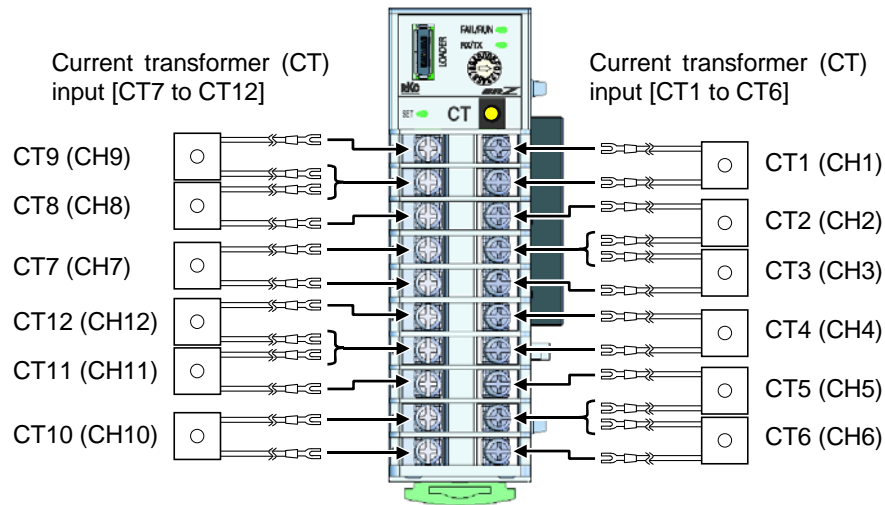 FAIL/RUN
RX/TX
LOADER
RKC
SRZ
SET
CT
Current transformer (CT)
input [CT7 to CT12]
CT9 (CH9)
CT8 (CH8)
CT7 (CH7)
CT12 (CH12)
CT11 (CH11)
CT10 (CH10)
Current transformer (CT)
input [CT1 to CT6]
CT1 (CH1)
CT2 (CH2)
CT3 (CH3)
CT4 (CH4)
CT5 (CH5)
CT6 (CH6)